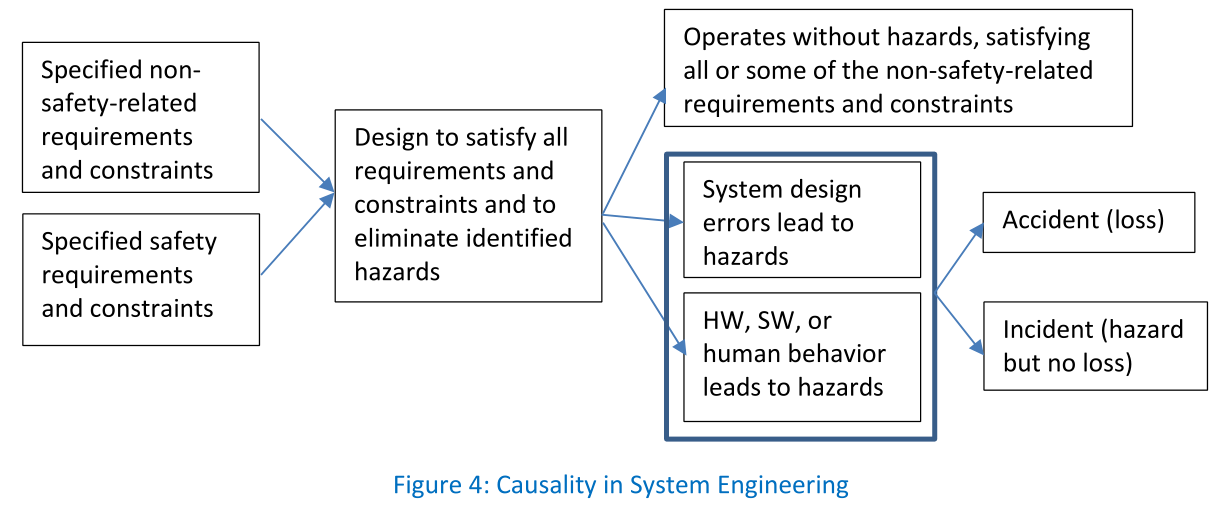 Specified non-
safety-related
requirements
and constraints
Specified safety
requirements
and constraints
Design to satisfy all
requirements and
constraints and to
eliminate identified
hazards
Operates without hazards, satisfying
all or some of the non-safety-related
requirements and constraints
System design
errors lead to
hazards
HW, SW, or
human behavior
leads to hazards
Accident (loss)
Incident (hazard
but no loss)
Figure 4: Causality in System Engineering